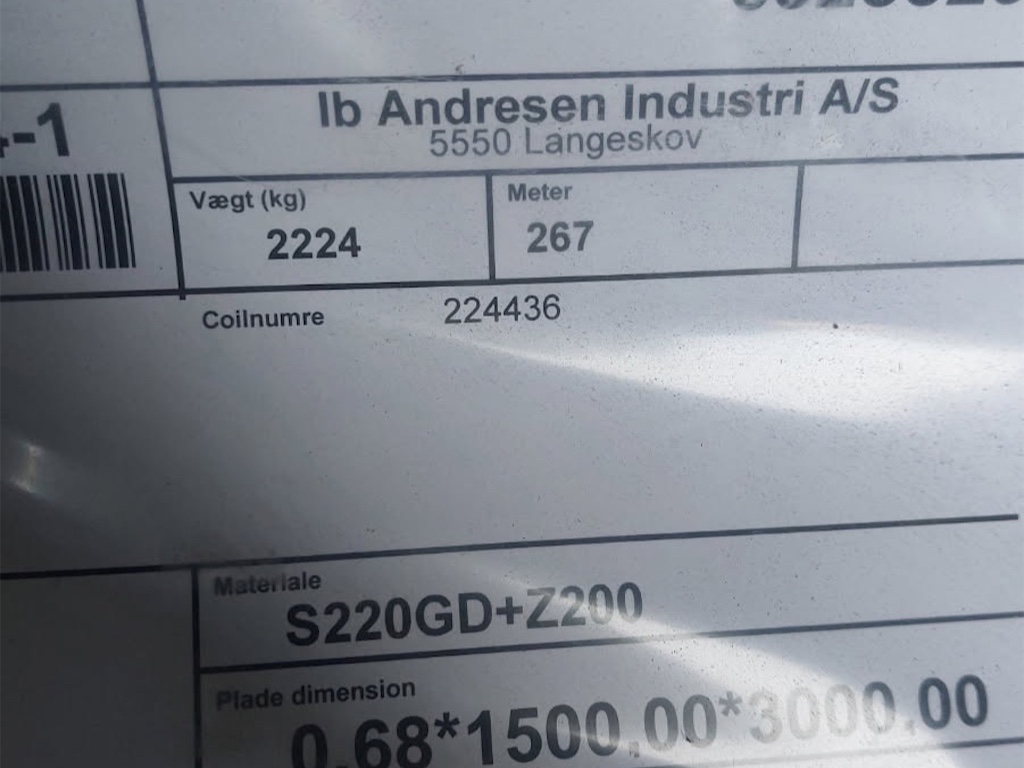 -1
Ib Andresen Industri A/S
5550 Langeskov
Vægt (kg)
2224
Meter
267
Coilnumre 224436
Materiale
S220GD+Z200
Plade dimension
0.68*1500.00*3000.00